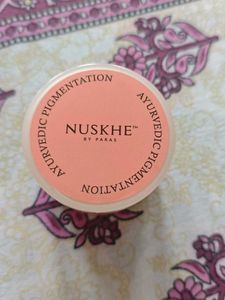 AYURVEDIC PIGMENTATION
NUSKHE™
BY PARAS
AYURVEDIC PIGMENTATION